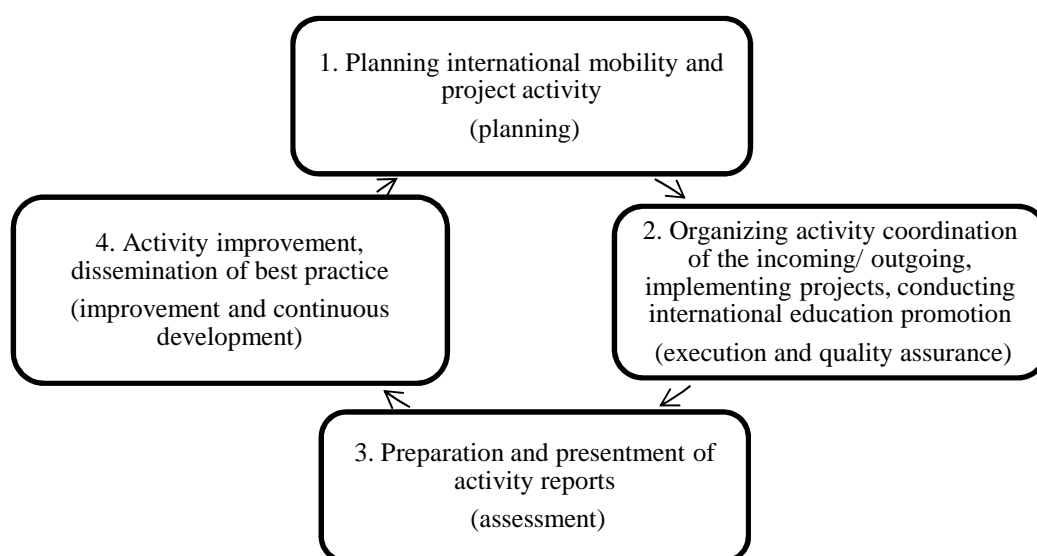 1. Planning international mobility and
project activity
(planning)
2. Organizing activity coordination
of the incoming/ outgoing,
implementing projects, conducting
international education promotion
(execution and quality assurance)
3. Preparation and presentment of
activity reports
(assessment)
4. Activity improvement,
dissemination of best practice
(improvement and continuous
development)